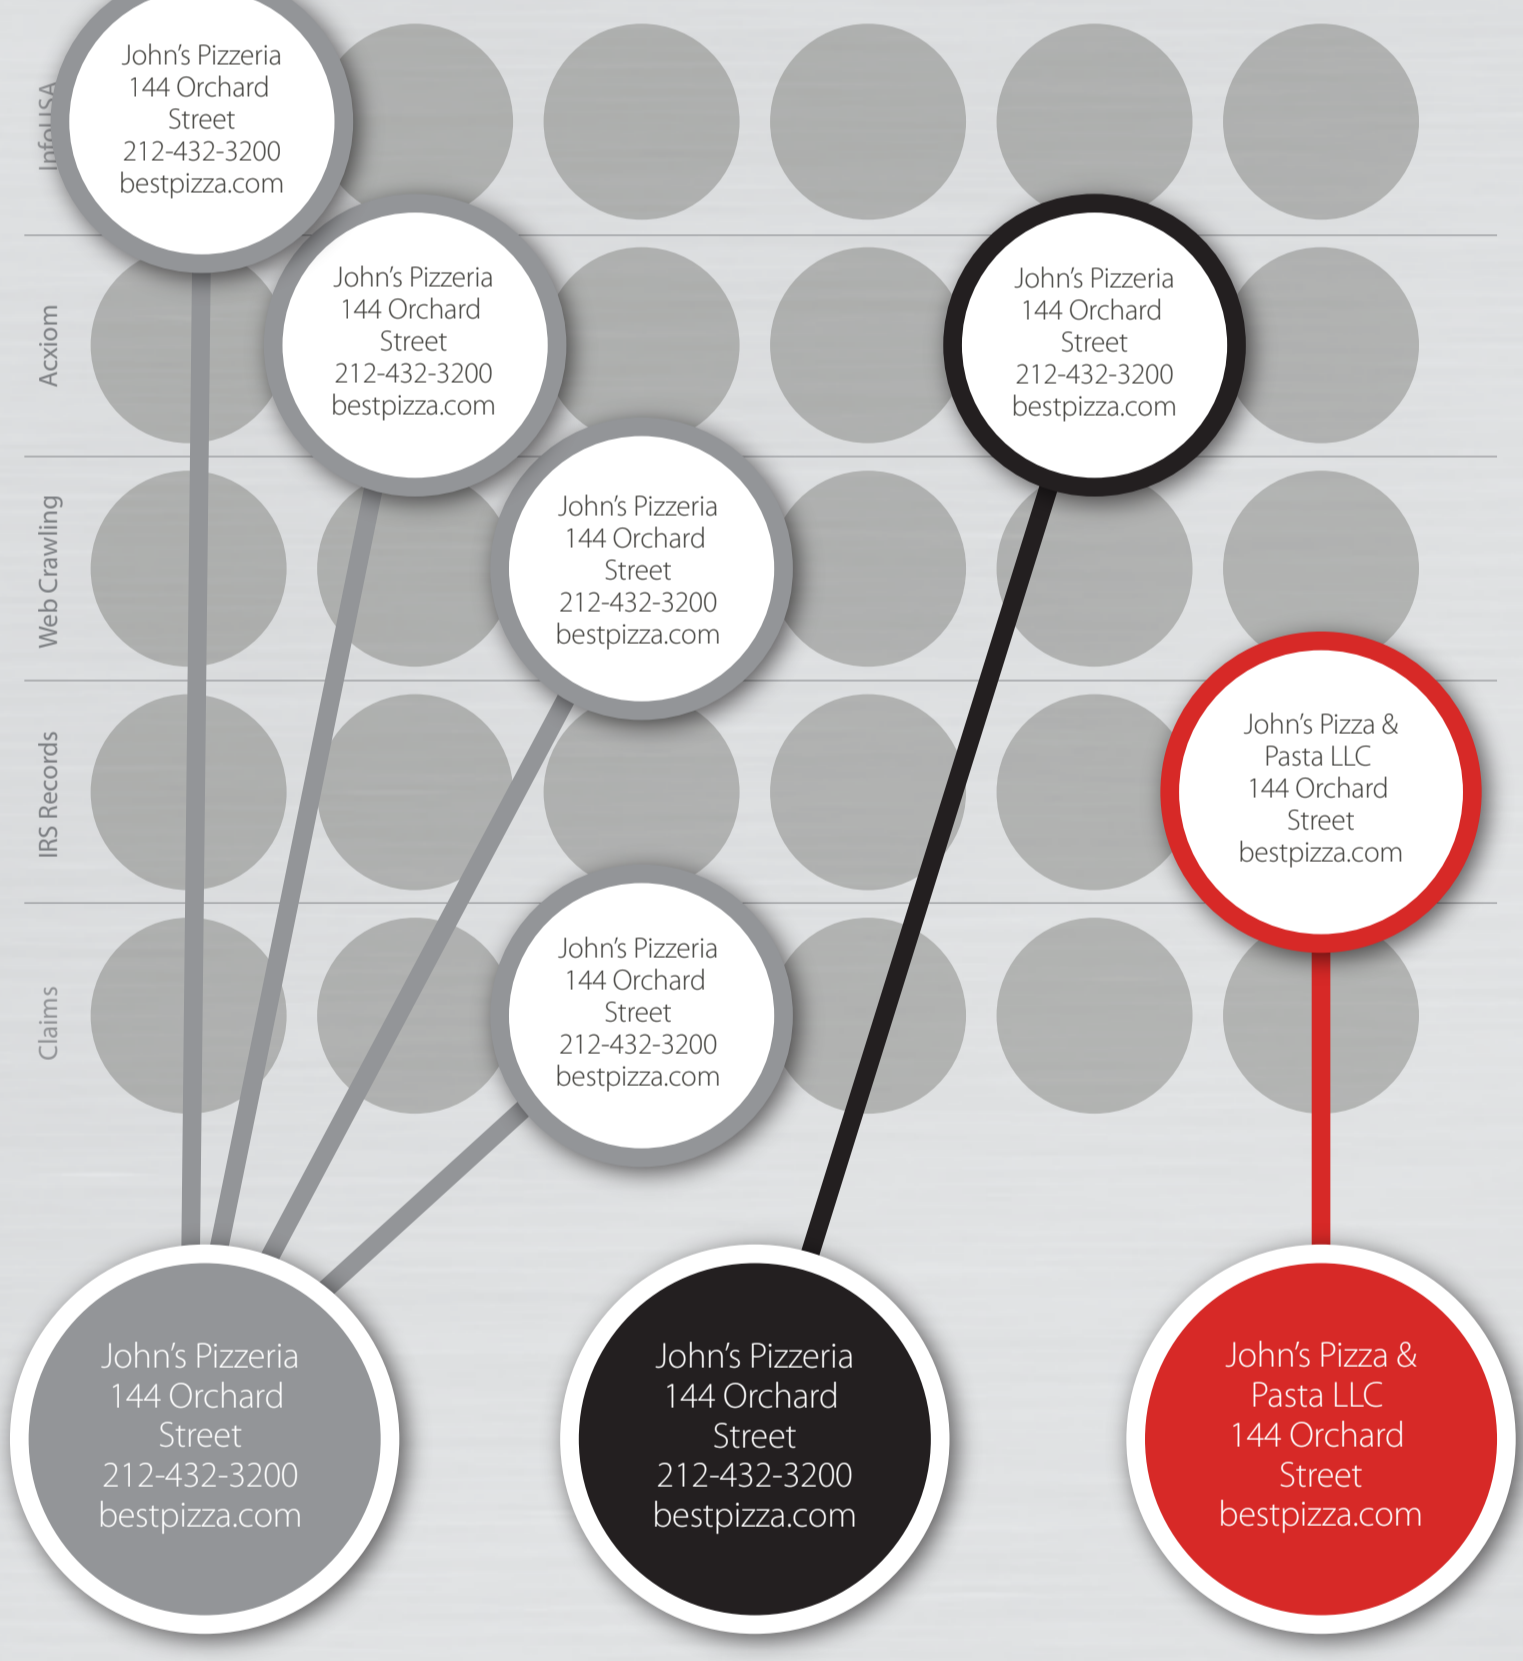 InfoUSA
John's Pizzeria
144 Orchard
Street
212-432-3200
bestpizza.com
Acxiom
John's Pizzeria
144 Orchard
Street
212-432-3200
bestpizza.com
John's Pizzeria
144 Orchard
Street
212-432-3200
bestpizza.com
Web Crawling
John's Pizzeria
144 Orchard
Street
212-432-3200
bestpizza.com
IRS Records
John's Pizza &
Pasta LLC
144 Orchard
Street
bestpizza.com
Claims
John's Pizzeria
144 Orchard
Street
212-432-3200
bestpizza.com
John's Pizzeria
144 Orchard
Street
212-432-3200
bestpizza.com
John's Pizzeria
144 Orchard
Street
212-432-3200
bestpizza.com
John's Pizza &
Pasta LLC
144 Orchard
Street
bestpizza.com